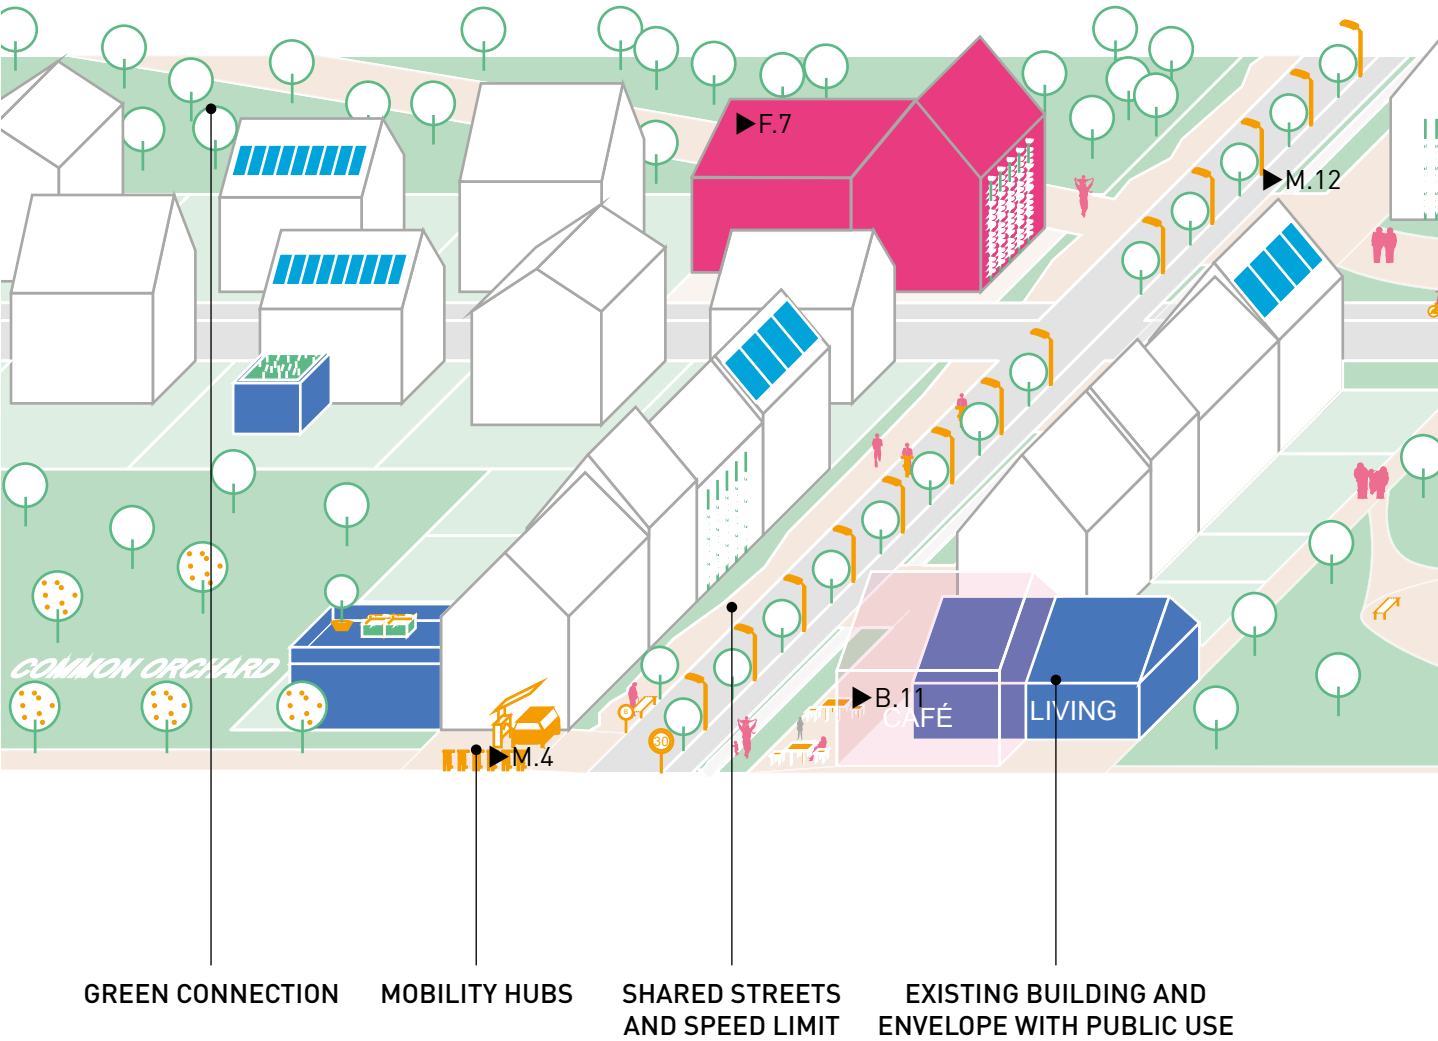 ▶F.7
▶M.12
COMMON ORCHARD
▶B.11
CAFÉ
LIVING
30
▶M.4
GREEN CONNECTION
MOBILITY HUBS
SHARED STREETS
AND SPEED LIMIT
EXISTING BUILDING AND
ENVELOPE WITH PUBLIC USE